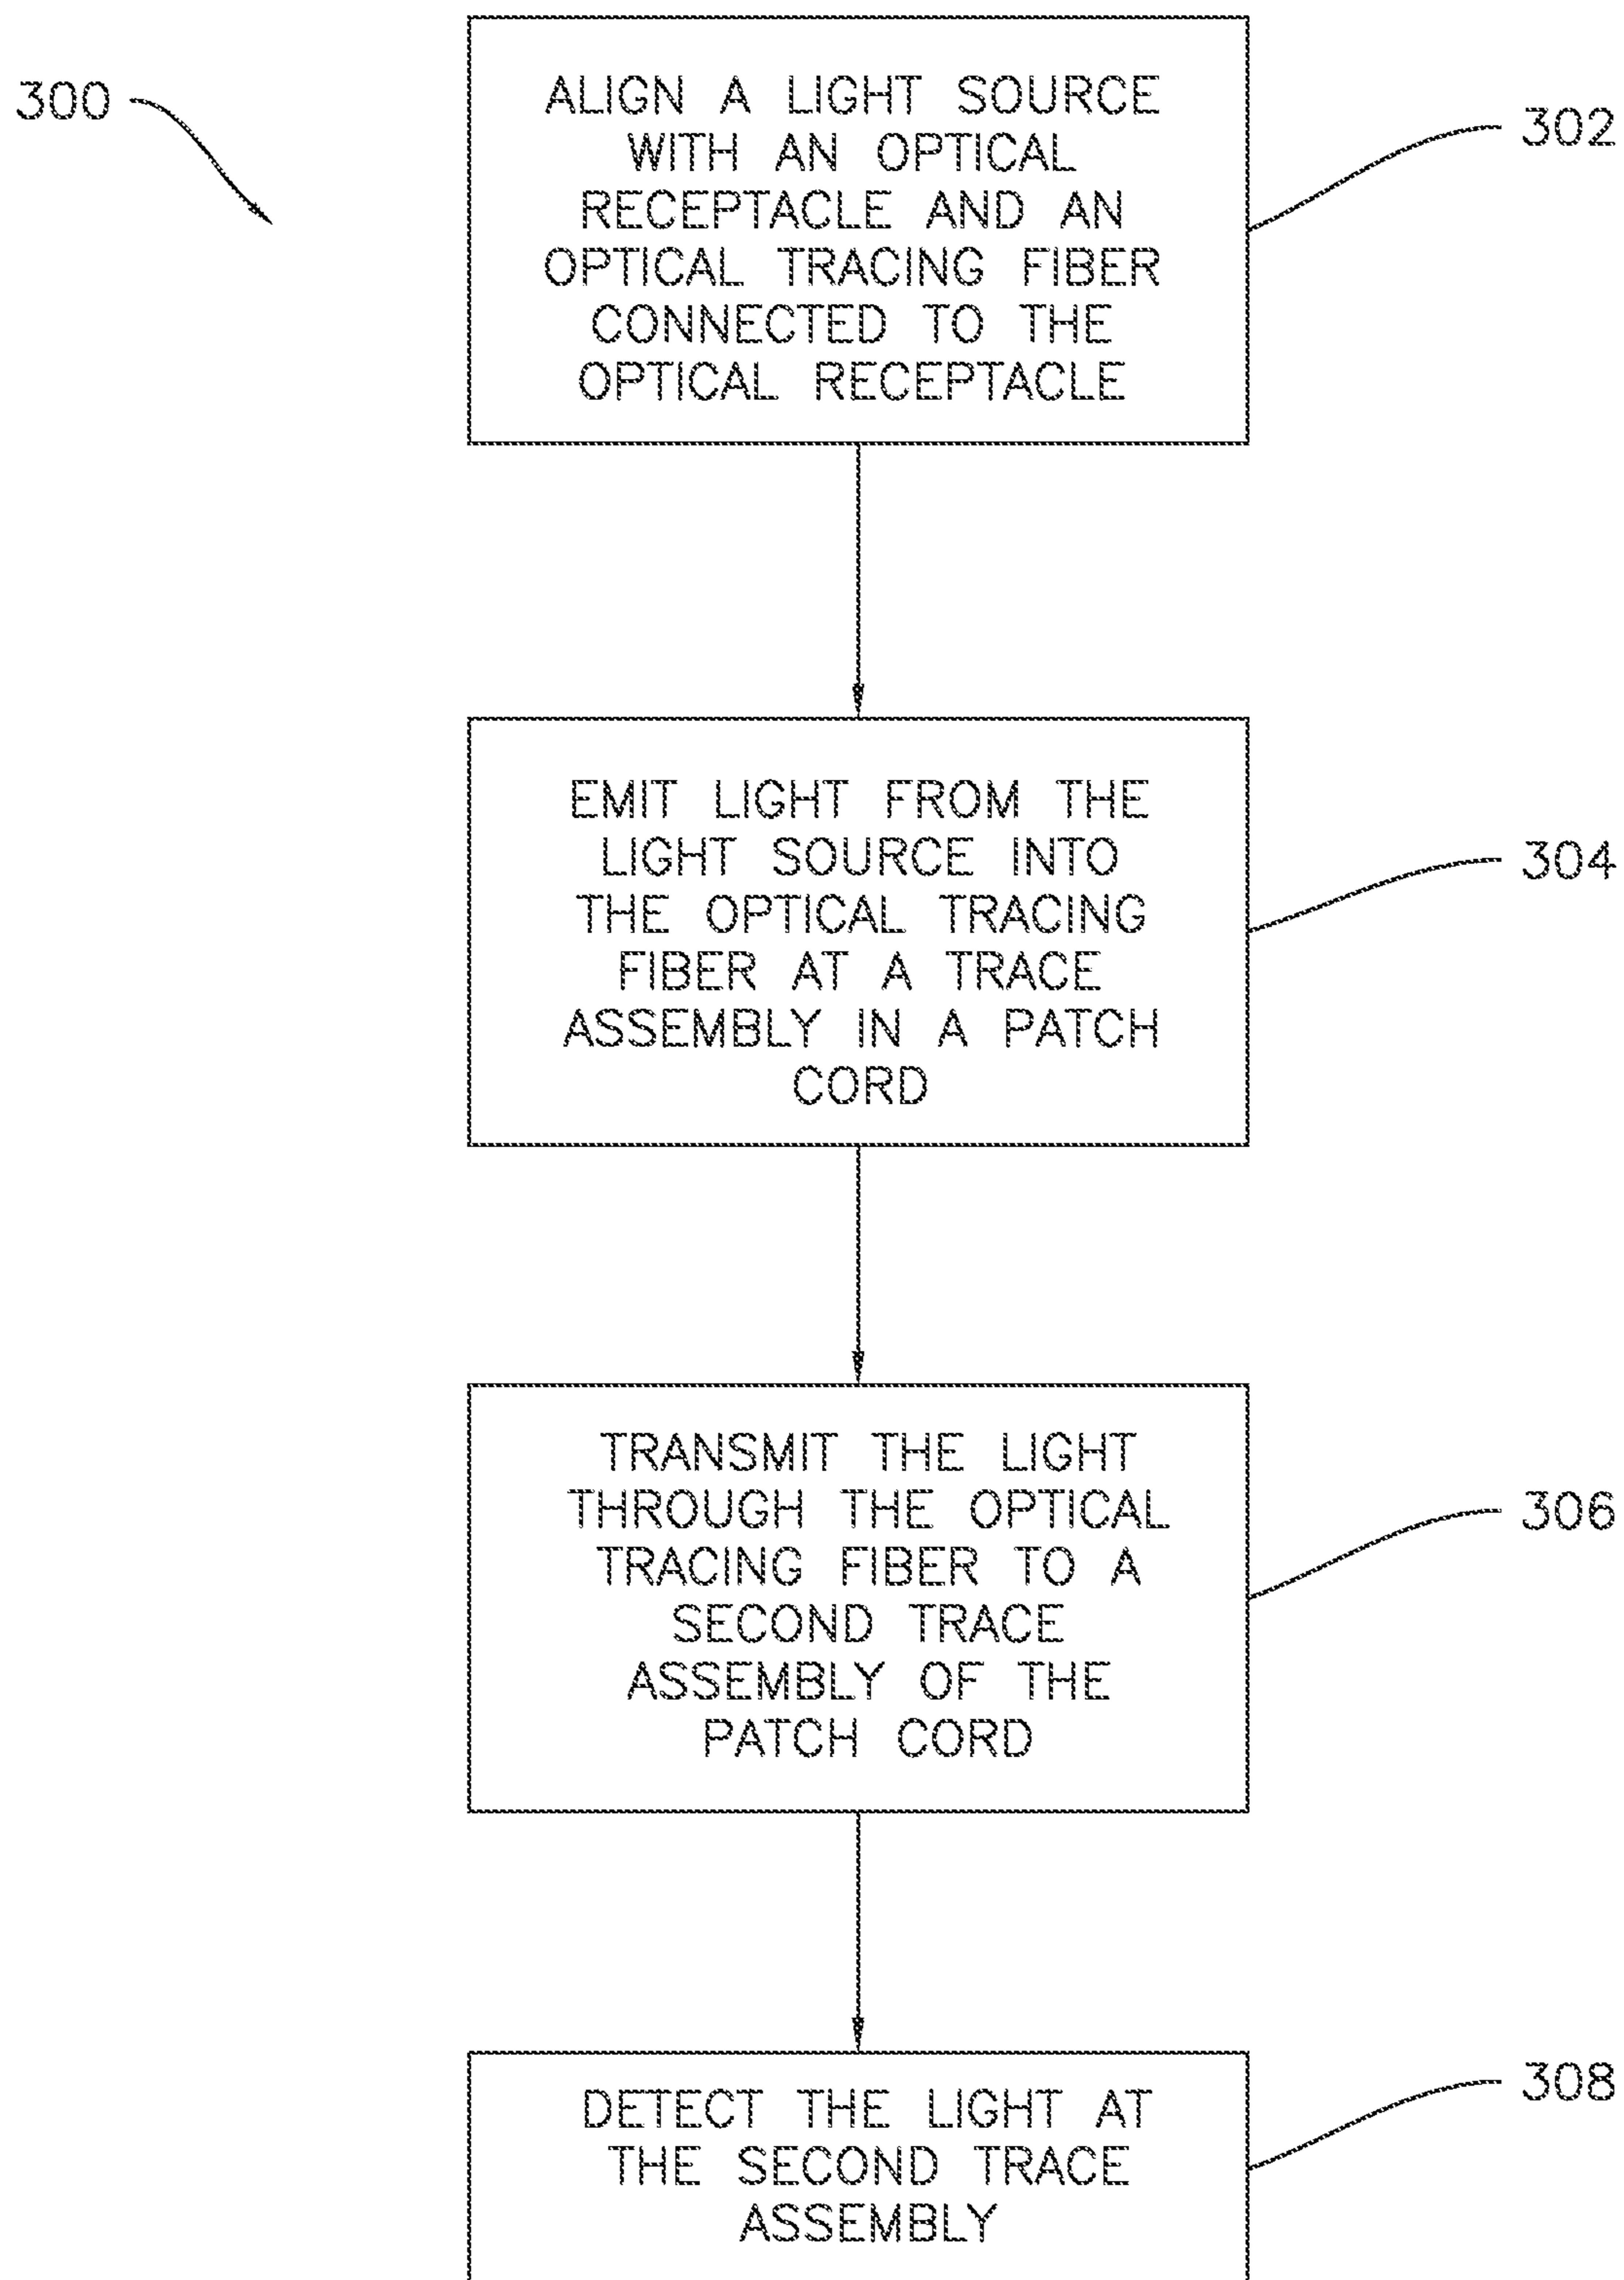 300
ALIGN A LIGHT SOURCE
WITH AN OPTICAL
RECEPTACLE AND AN
OPTICAL TRACING FIBER
CONNECTED TO THE
OPTICAL RECEPTACLE
302
EMIT LIGHT FROM THE
LIGHT SOURCE INTO
THE OPTICAL TRACING
FIBER AT A TRACE
ASSEMBLY IN A PATCH
CORD
304
TRANSMIT THE LIGHT
THROUGH THE OPTICAL
TRACING FIBER TO A
SECOND TRACE
ASSEMBLY OF THE
PATCH CORD
306
DETECT THE LIGHT AT
THE SECOND TRACE
ASSEMBLY
308